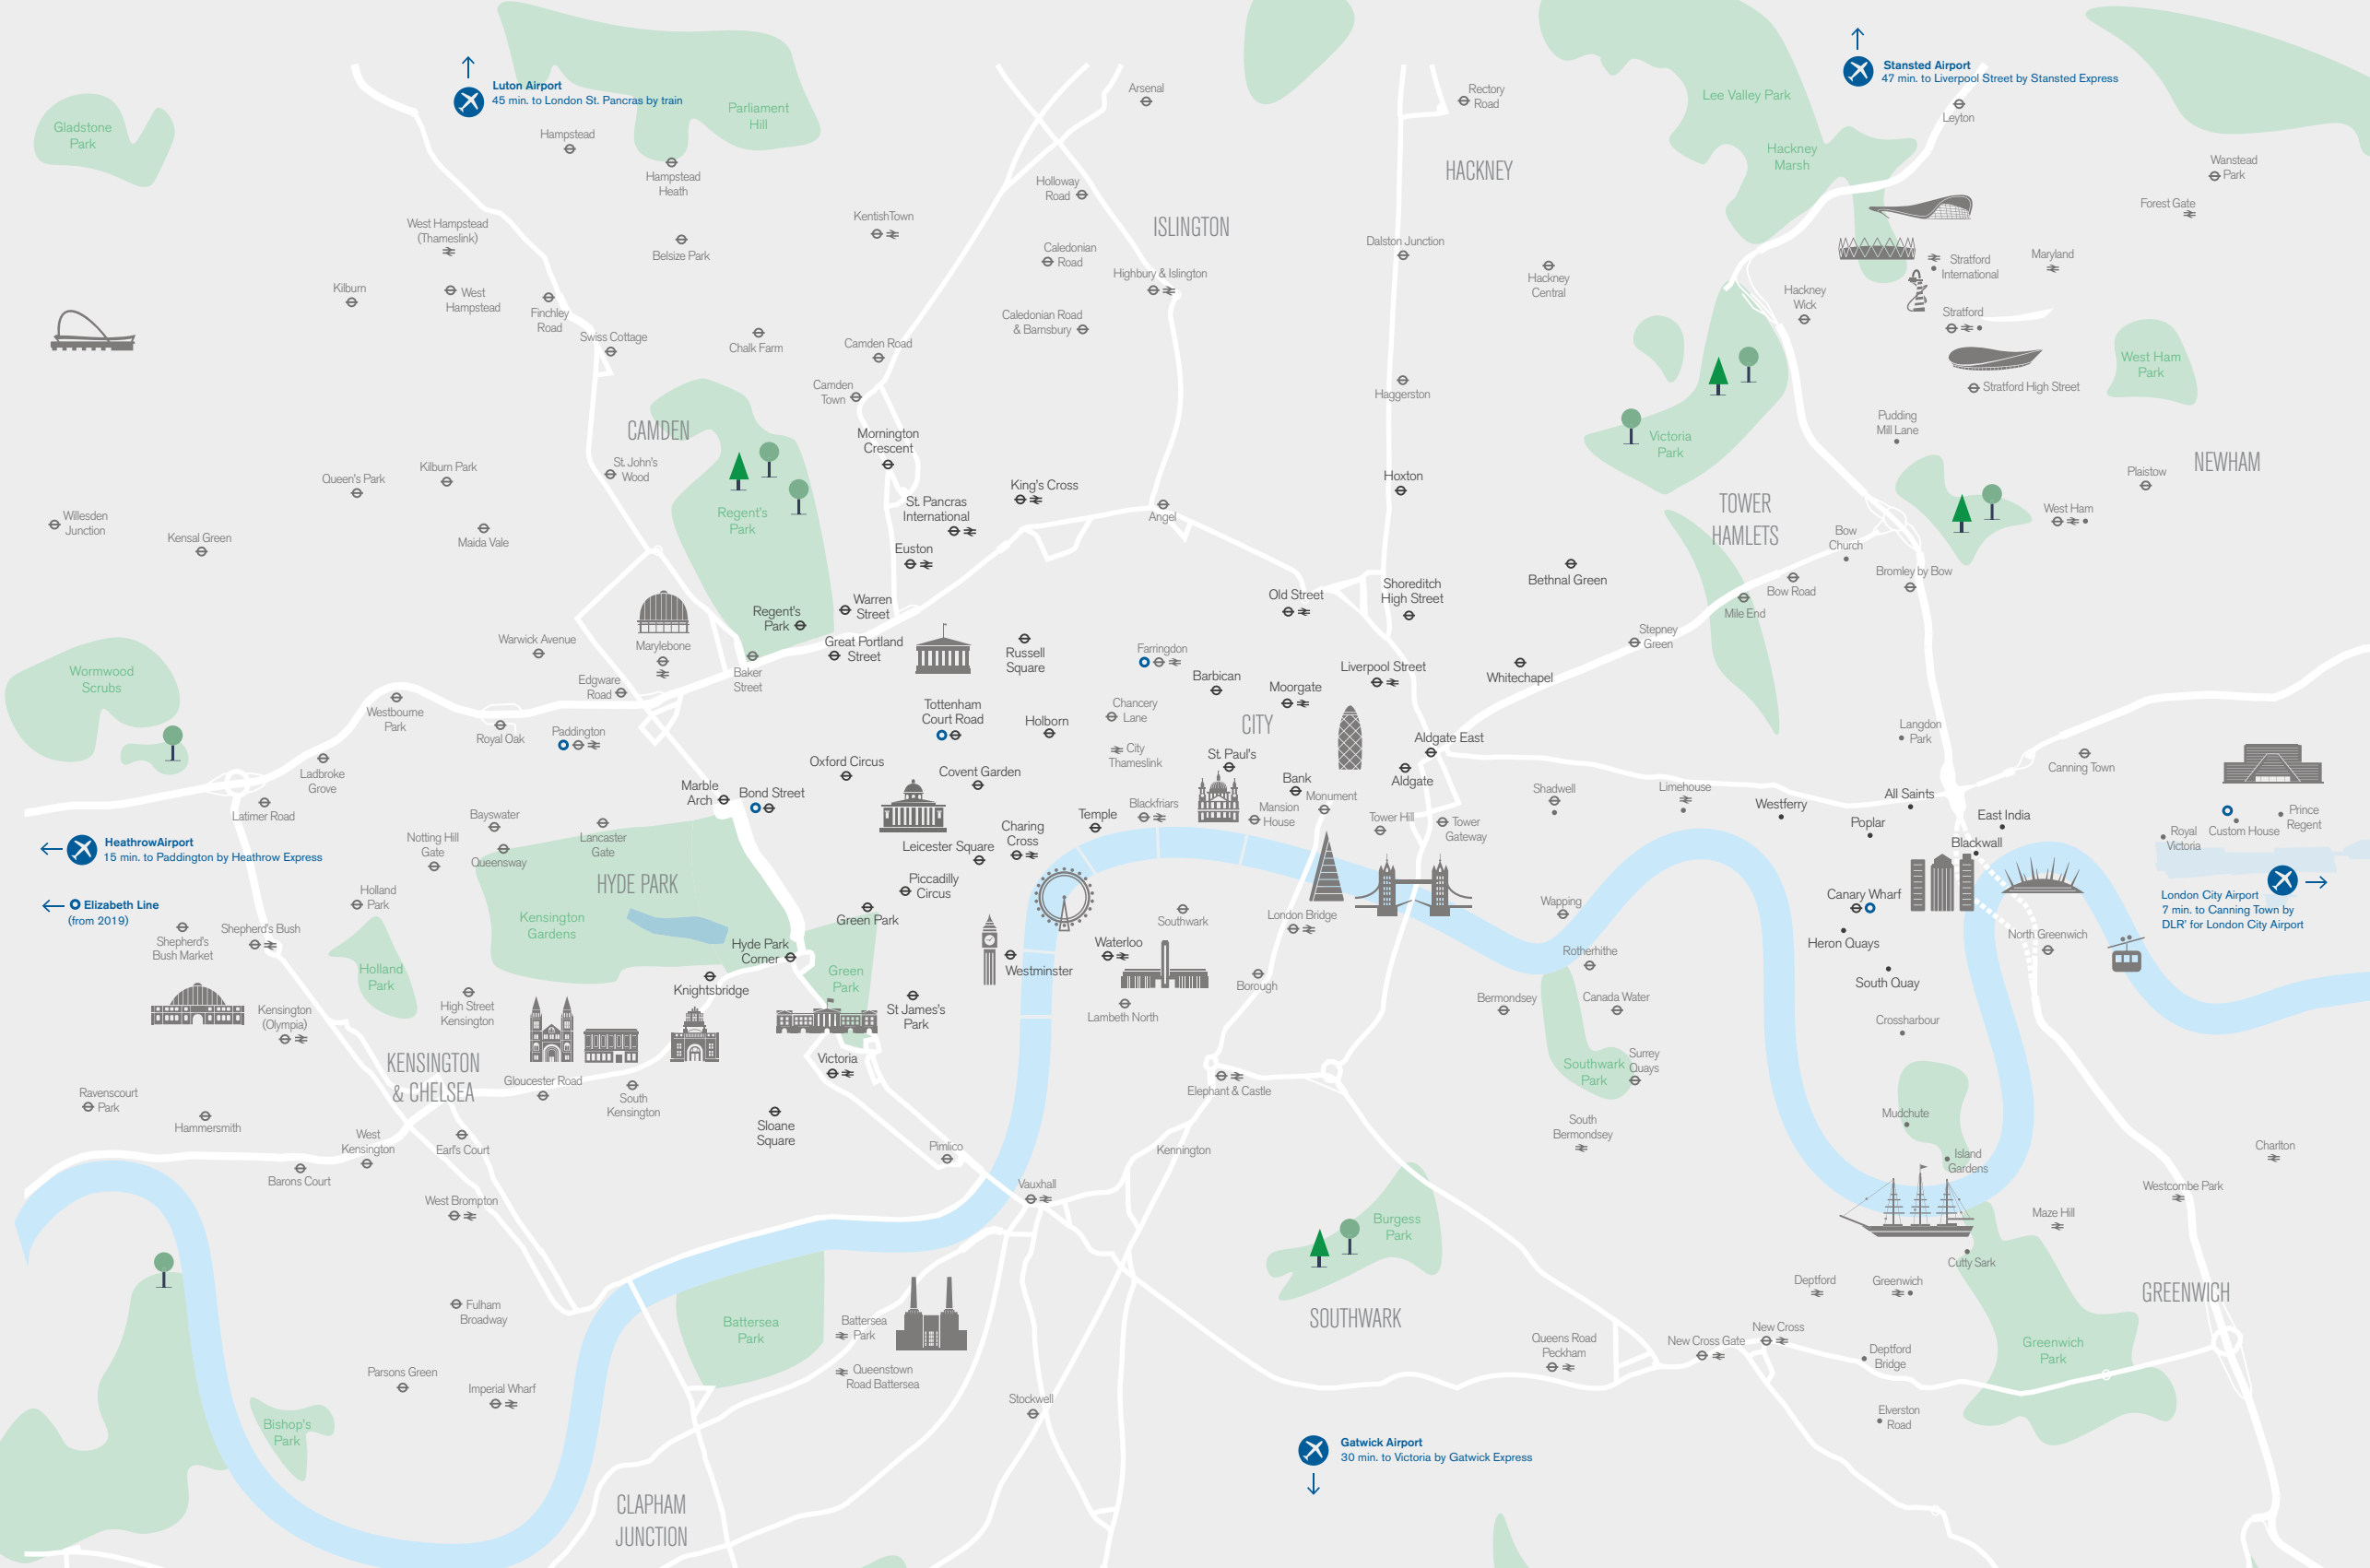 Luton Airport
45 min. to London St. Pancras by train
Stansted Airport
47 min. to Liverpool Street by Stansted Express
Gladstone
Park
Parliament
Hill
Hampstead
Hampstead
Heath
Arsenal
Rectory
Road
Lee Valley Park
Leyton
Hackney
Marsh
Wanstead
Park
HACKNEY
Holloway
Road
Forest Gate
West Hampstead
(Thameslink)
KentishTown
ISLINGTON
Belsize Park
Caledonian
Road
Dalston Junction
Highbury & Islington
Hackney
Central
Stratford
International
Maryland
Kilburn
West
Hampstead
Finchley
Road
Hackney
Wick
Stratford
Caledonian Road
& Barnsbury
Swiss Cottage
Chalk Farm
Camden Road
West Ham
Park
Camden
Town
Haggerston
Stratford High Street
CAMDEN
Mornington
Crescent
Victoria
Park
Pudding
Mill Lane
NEWHAM
St. John's
Wood
Kilburn Park
Queen's Park
King's Cross
Hoxton
Plaistow
Willesden
Junction
Regent's
Park
St. Pancras
International
Angel
TOWER
HAMLETS
West Ham
Kensal Green
Maida Vale
Euston
Bow
Church
Bethnal Green
Bromley by Bow
Bow Road
Mile End
Regent's
Park
Warren
Street
Old Street
Shoreditch
High Street
Warwick Avenue
Marylebone
Great Portland
Street
Russell
Square
Farringdon
Stepney
Green
Wormwood
Scrubs
Edgware
Road
Baker
Street
Barbican
Moorgate
Liverpool Street
Whitechapel
Westbourne
Park
Royal Oak
Paddington
Tottenham
Court Road
Holborn
Chancery
Lane
CITY
Langdon
Park
City
Thameslink
St. Paul's
Aldgate East
Canning Town
Ladbroke
Grove
Oxford Circus
Covent Garden
Bank
Aldgate
Marble
Arch
Bond Street
Monument
Shadwell
Limehouse
Westferry
All Saints
Latimer Road
Bayswater
Lancaster
Gate
Temple
Blackfriars
Mansion
House
Tower Hill
Tower
Gateway
Poplar
East India
Custom House
Prince
Regent
Royal
Victoria
Blackwall
HeathrowAirport
15 min. to Paddington by Heathrow Express
Notting Hill
Gate
Queensway
Leicester Square
Charing
Cross
HYDE PARK
Piccadilly
Circus
Elizabeth Line
(from 2019)
Holland
Park
Kensington
Gardens
Green Park
Southwark
London Bridge
Wapping
Canary Wharf
London City Airport
7 min. to Canning Town by
DLR' for London City Airport
Shepherd's
Bush Market
Shepherd's Bush
Hyde Park
Corner
Waterloo
Westminster
Heron Quays
North Greenwich
Rotherhithe
Holland
Park
Green
Park
Knightsbridge
Borough
South Quay
High Street
Kensington
Kensington
(Olympia)
St James's
Park
Lambeth North
Bermondsey
Canada Water
Crossharbour
KENSINGTON
& CHELSEA
Victoria
Southwark
Park
Surrey
Quays
Gloucester Road
South
Kensington
Elephant & Castle
Ravenscourt
Park
Hammersmith
Sloane
Square
South
Bermondsey
Mudchute
West
Kensington
Earl's Court
Pimlico
Kennington
Island
Gardens
Charlton
Barons Court
West Brompton
Vauxhall
Westcombe Park
Maze Hill
Burgess
Park
Cutty Sark
Deptford
Greenwich
GREENWICH
Fulham
Broadway
Battersea
Park
Battersea
Park
SOUTHWARK
Queens Road
Peckham
New Cross Gate
New Cross
Deptford
Bridge
Greenwich
Park
Parsons Green
Imperial Wharf
Queenstown
Road Battersea
Stockwell
Bishop's
Park
Elverston
Road
Gatwick Airport
30 min. to Victoria by Gatwick Express
CLAPHAM
JUNCTION